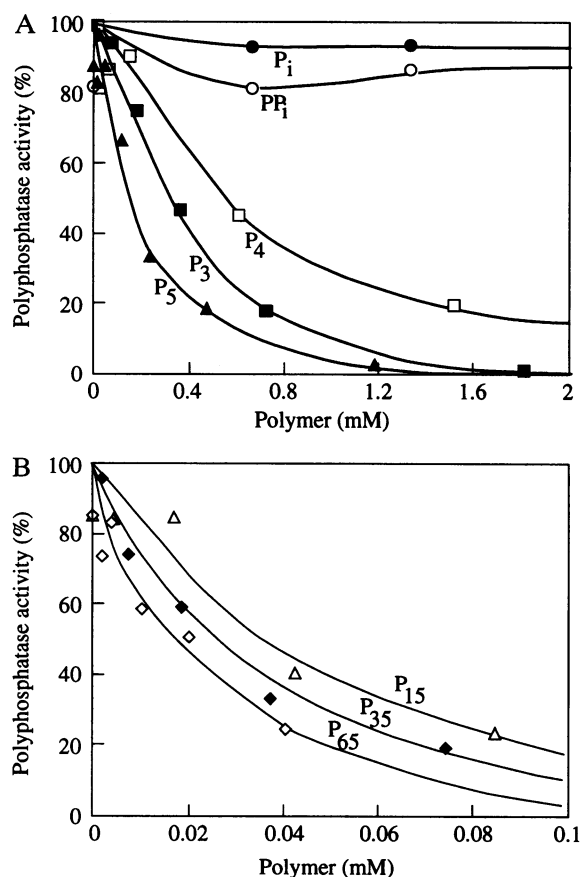 A
Polyphosphatase activity (%)
100
80
60
40
20
0
Pi
PPi
P4
P3
P5
0 0.4 0.8 1.2 1.6 2
Polymer (mM)
B
Polyphosphatase activity (%)
100
80
60
40
20
0
P15
P35
P65
0 0.02 0.04 0.06 0.08 0.1
Polymer (mM)